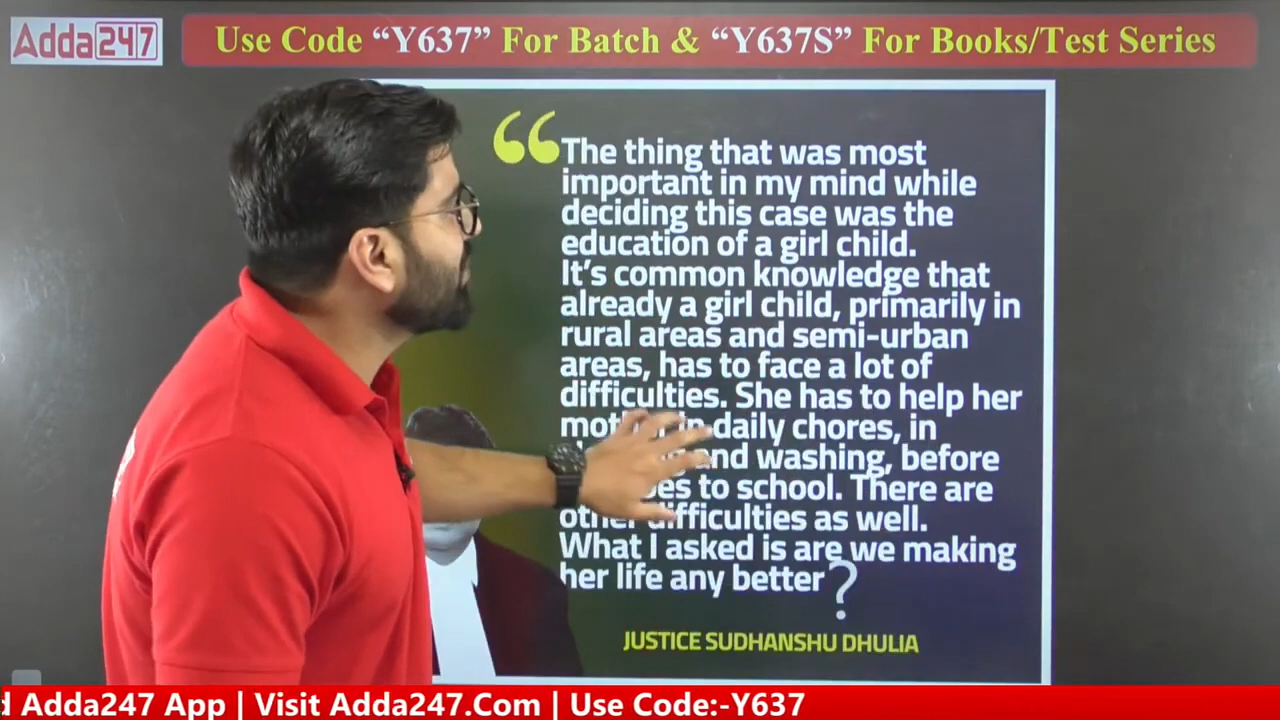 Adda247
Use Code “Y637” For Batch & “Y637S” For Books/Test Series
“The thing that was most
important in my mind while
deciding this case was the
education of a girl child.
It’s common knowledge that
already a girl child, primarily in
rural areas and semi-urban
areas, has to face a lot of
difficulties. She has to help her
in daily chores, in
and washing, before
to school. There are
difficulties as well.
What I asked is are we making
her life any better?
JUSTICE SUDHANSHU DHULIA
Adda247 App | Visit Adda247.Com | Use Code:-Y637